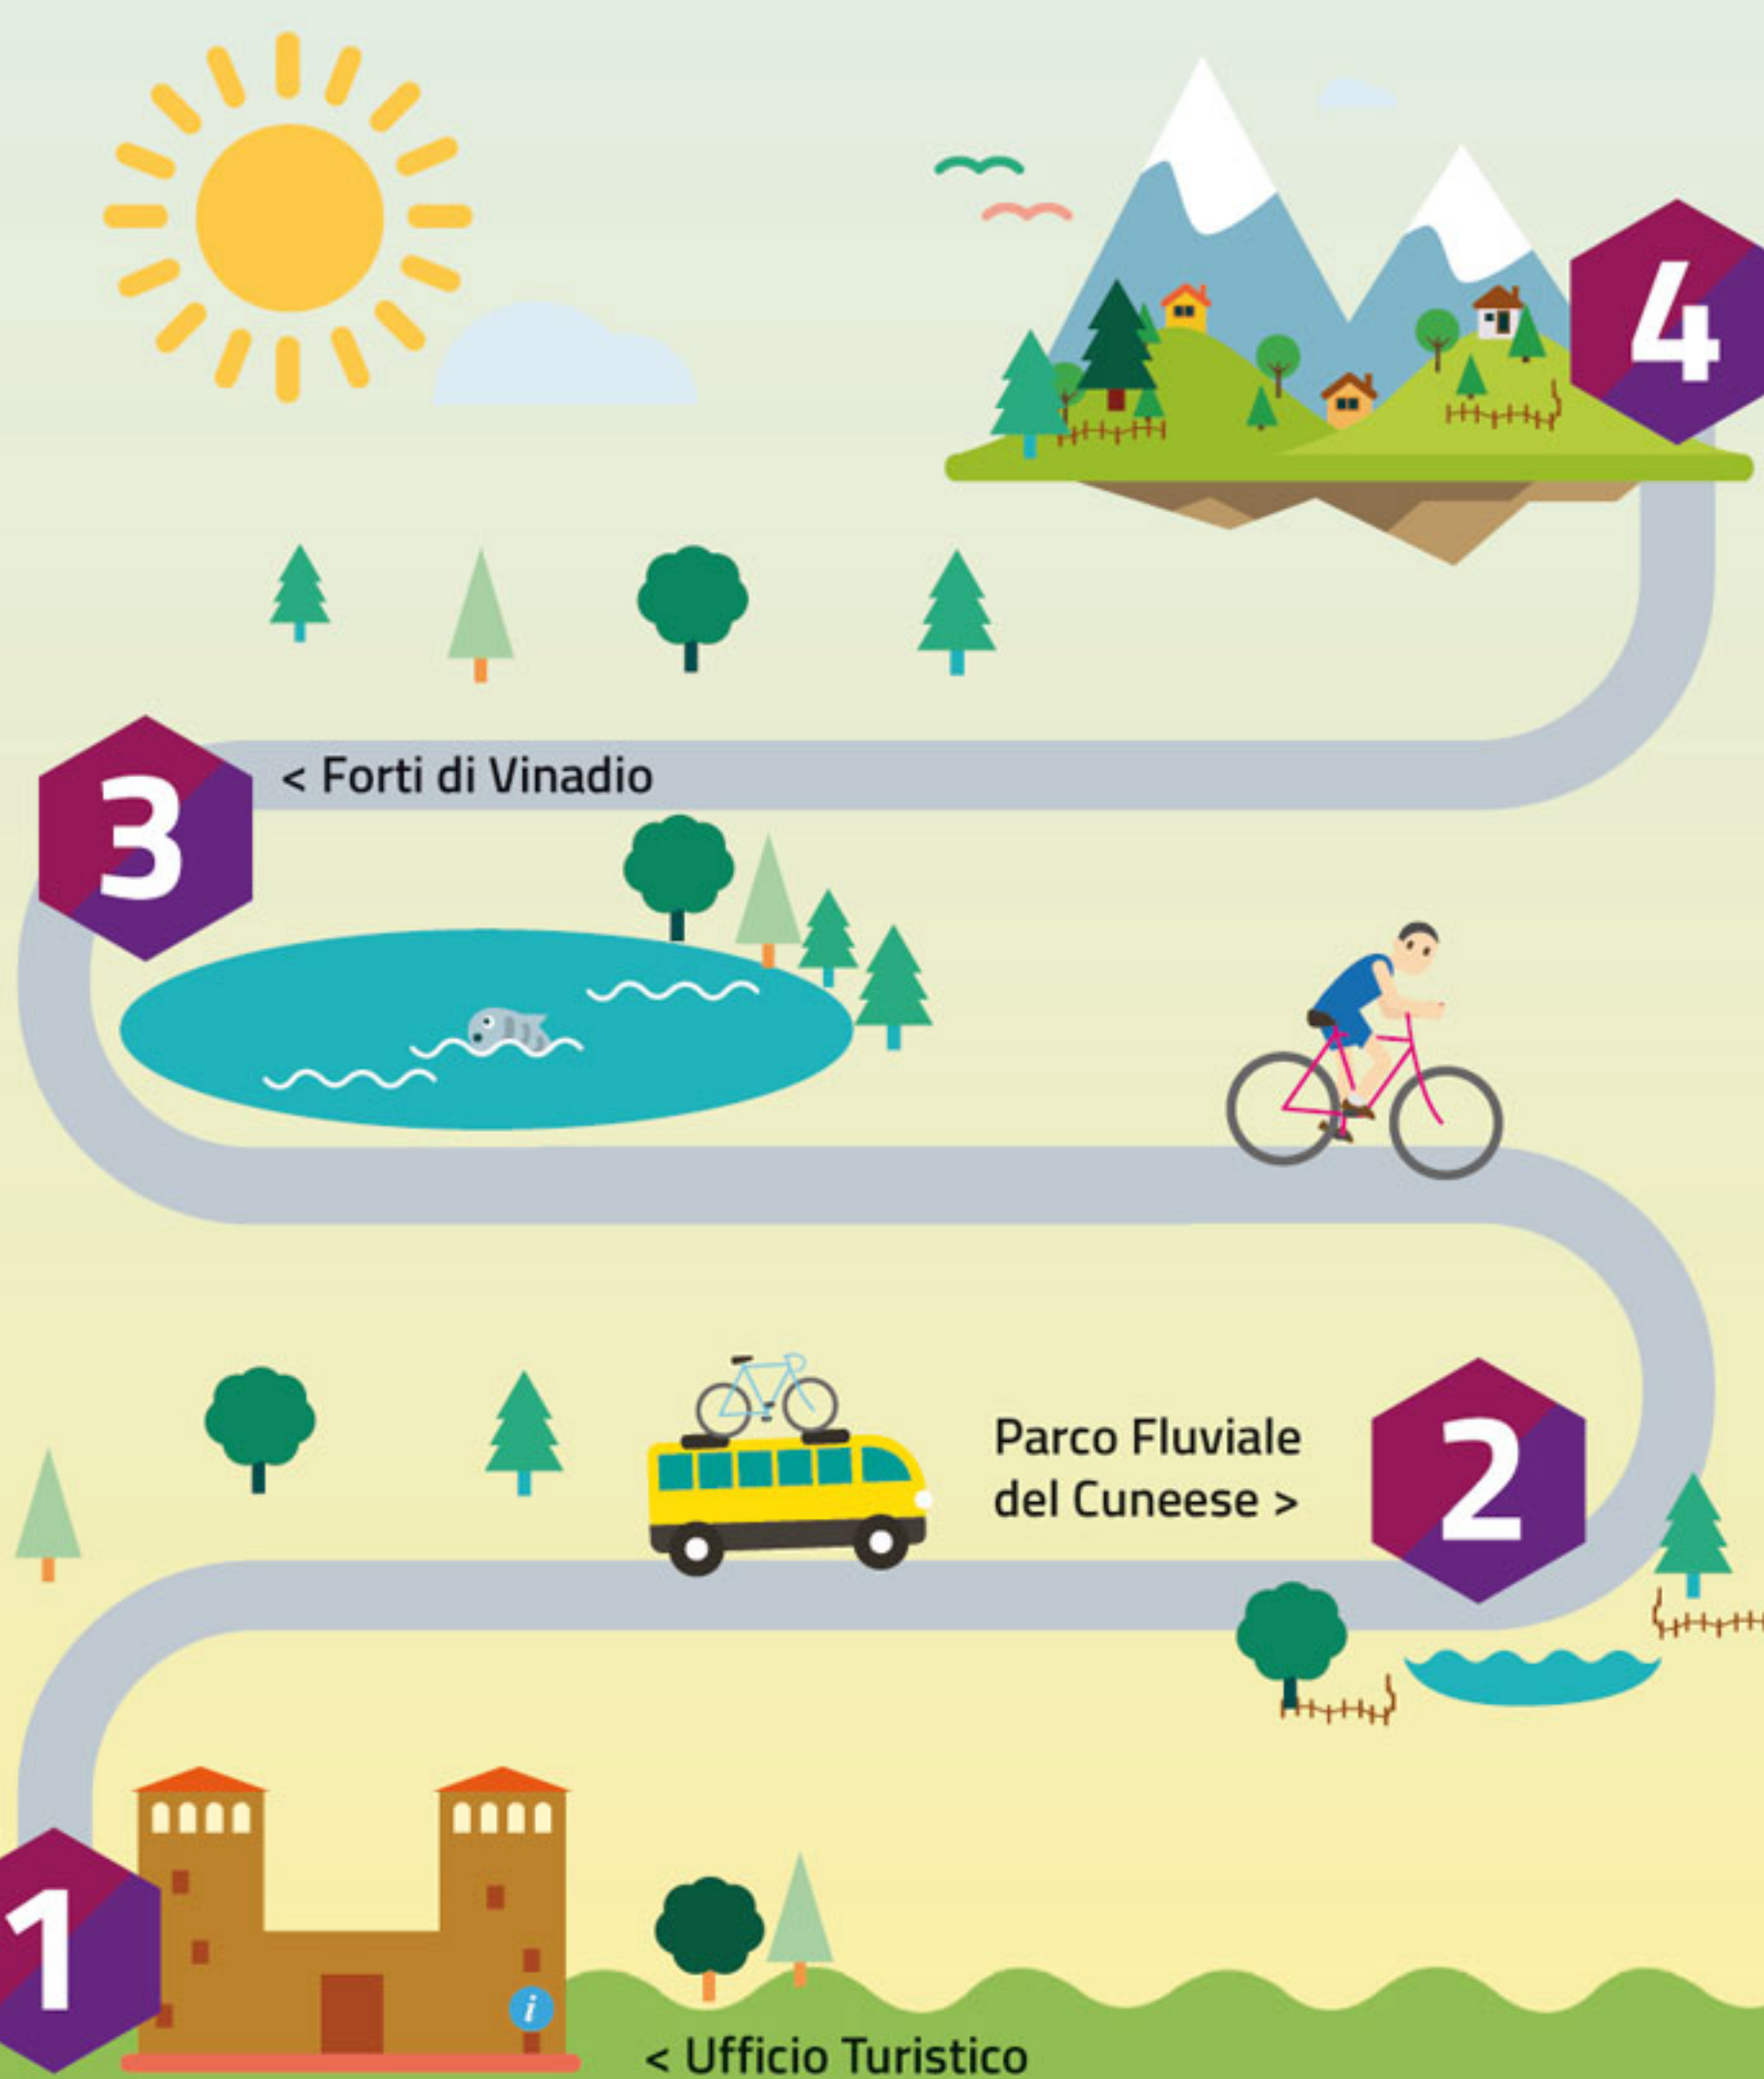 4
3
< Forti di Vinadio
Parco Fluviale
del Cuneese >
2
1
i
< Ufficio Turistico